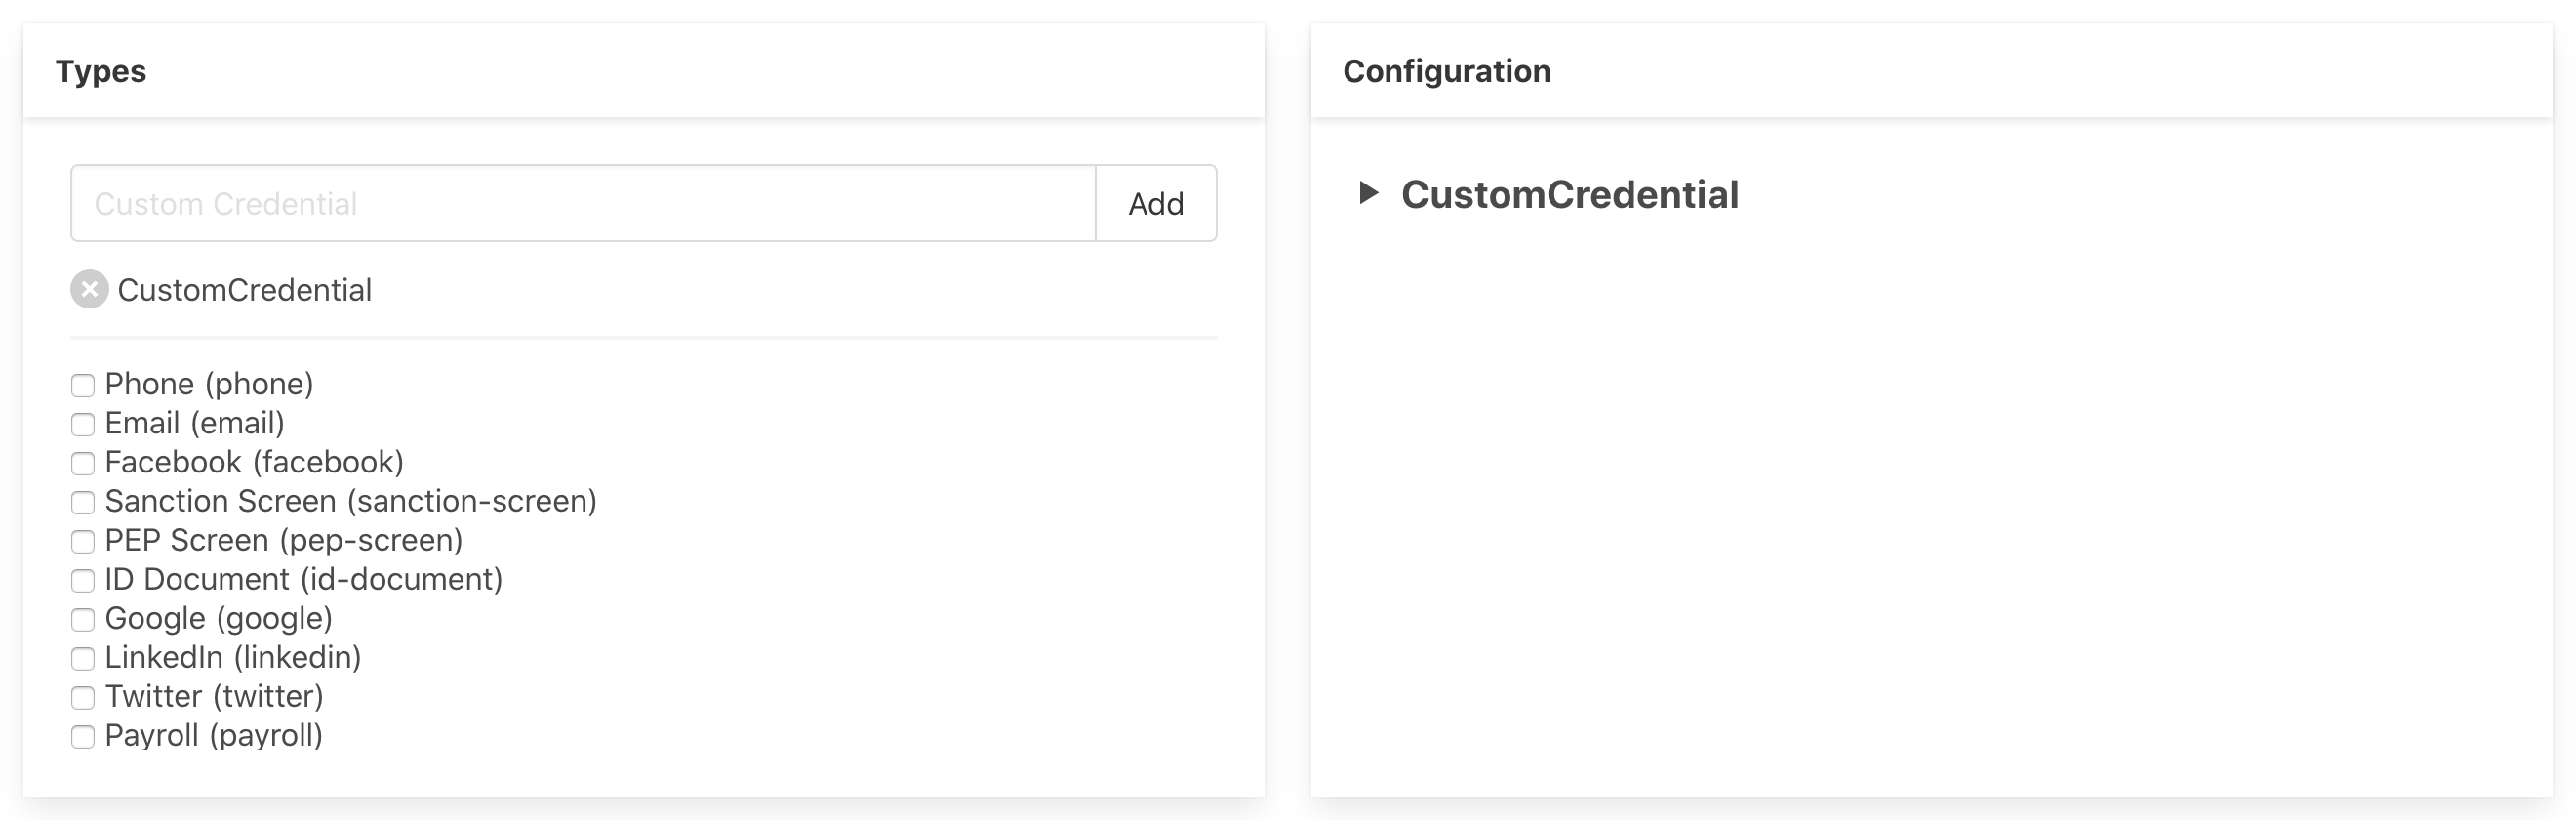 Types
Custom Credential
Add
CustomCredential
Phone (phone)
Email (email)
Facebook (facebook)
Sanction Screen (sanction-screen)
PEP Screen (pep-screen)
ID Document (id-document)
Google (google)
LinkedIn (linkedin)
Twitter (twitter)
Payroll (payroll)
Configuration
CustomCredential